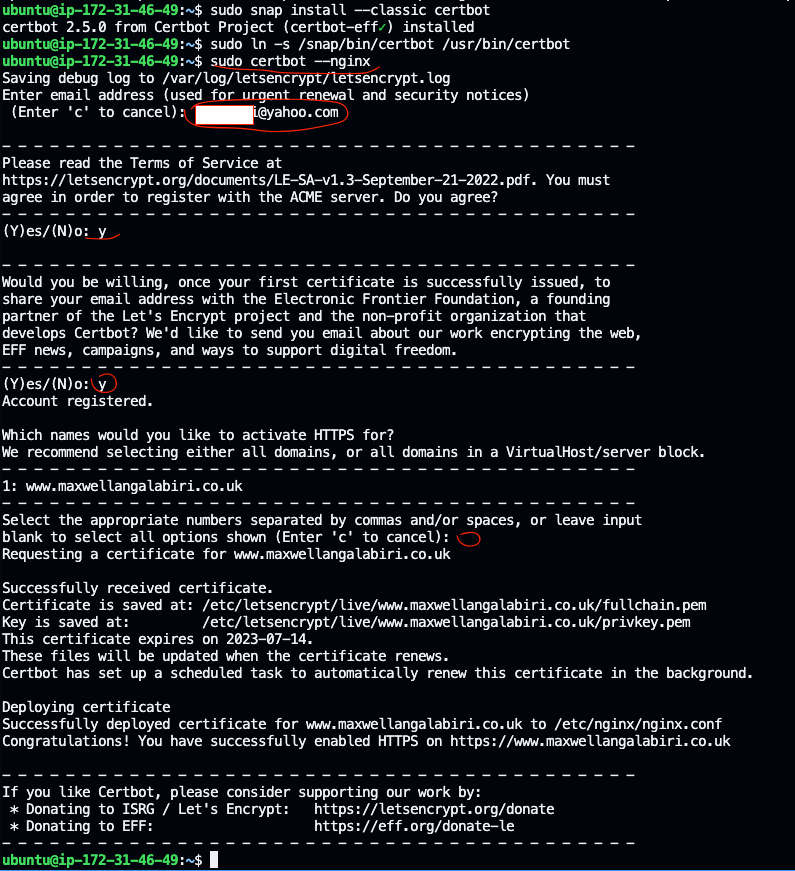 ubuntu@ip-172-31-46-49:~$ sudo snap install --classic certbot
certbot 2.5.0 from Certbot Project (certbot-eff✓) installed
ubuntu@ip-172-31-46-49:~$ sudo ln -s /snap/bin/certbot /usr/bin/certbot
ubuntu@ip-172-31-46-49:~$ sudo certbot --nginx
Saving debug log to /var/log/letsencrypt/letsencrypt.log
Enter email address (used for urgent renewal and security notices)
(Enter 'c' to cancel): i@yahoo.com
- - - - - - - - - - - - - - - - - - - - - - - - - - - - - - - - - - - - - - - -
Please read the Terms of Service at
https://letsencrypt.org/documents/LE-SA-v1.3-September-21-2022.pdf. You must
agree in order to register with the ACME server. Do you agree?
- - - - - - - - - - - - - - - - - - - - - - - - - - - - - - - - - - - - - - - -
(Y)es/(N)o: y
- - - - - - - - - - - - - - - - - - - - - - - - - - - - - - - - - - - - - - - -
Would you be willing, once your first certificate is successfully issued, to
share your email address with the Electronic Frontier Foundation, a founding
partner of the Let's Encrypt project and the non-profit organization that
develops Certbot? We'd like to send you email about our work encrypting the web,
EFF news, campaigns, and ways to support digital freedom.
- - - - - - - - - - - - - - - - - - - - - - - - - - - - - - - - - - - - - - - -
(Y)es/(N)o: y
Account registered.
Which names would you like to activate HTTPS for?
We recommend selecting either all domains, or all domains in a VirtualHost/server block.
- - - - - - - - - - - - - - - - - - - - - - - - - - - - - - - - - - - - - - - -
1: www.maxwellangalabiri.co.uk
- - - - - - - - - - - - - - - - - - - - - - - - - - - - - - - - - - - - - - - -
Select the appropriate numbers separated by commas and/or spaces, or leave input
blank to select all options shown (Enter 'c' to cancel):
Requesting a certificate for www.maxwellangalabiri.co.uk
Successfully received certificate.
Certificate is saved at: /etc/letsencrypt/live/www.maxwellangalabiri.co.uk/fullchain.pem
Key is saved at: /etc/letsencrypt/live/www.maxwellangalabiri.co.uk/privkey.pem
This certificate expires on 2023-07-14.
These files will be updated when the certificate renews.
Certbot has set up a scheduled task to automatically renew this certificate in the background.
Deploying certificate
Successfully deployed certificate for www.maxwellangalabiri.co.uk to /etc/nginx/nginx.conf
Congratulations! You have successfully enabled HTTPS on https://www.maxwellangalabiri.co.uk
- - - - - - - - - - - - - - - - - - - - - - - - - - - - - - - - - - - - - - - -
If you like Certbot, please consider supporting our work by:
* Donating to ISRG / Let's Encrypt: https://letsencrypt.org/donate
* Donating to EFF: https://eff.org/donate-le
- - - - - - - - - - - - - - - - - - - - - - - - - - - - - - - - - - - - - - - -
ubuntu@ip-172-31-46-49:~$